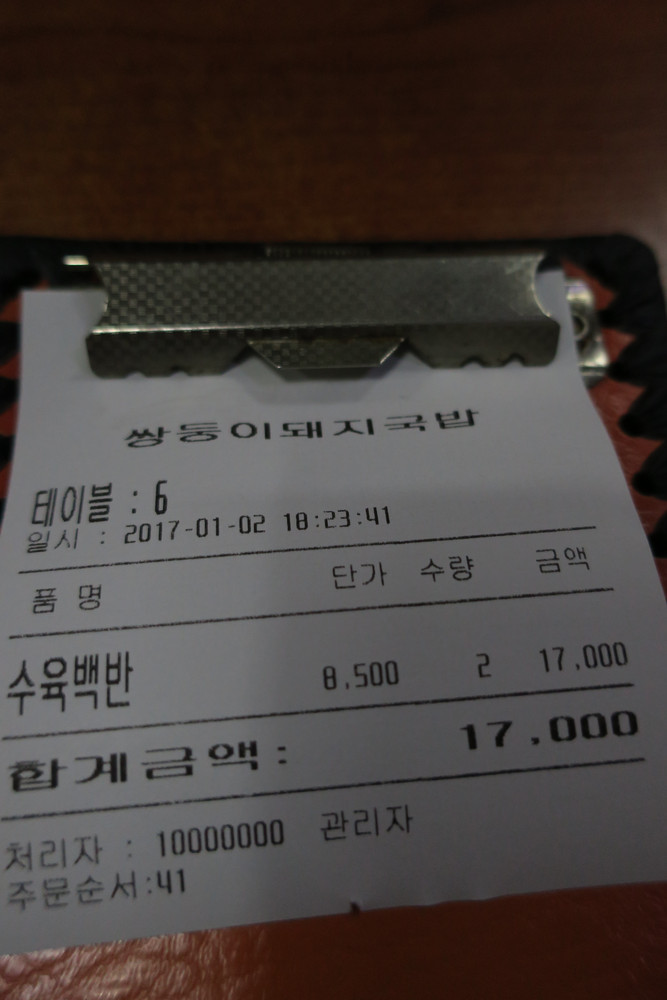 쌍둥이돼지국밥
테이블 : 6
일시 : 2017-01-02 18:23:41
품 명 단가 수량 금액
수육백반 8,500 2 17,000
합계금액: 17,000
처리자 : 10000000 관리자
주문순서:41